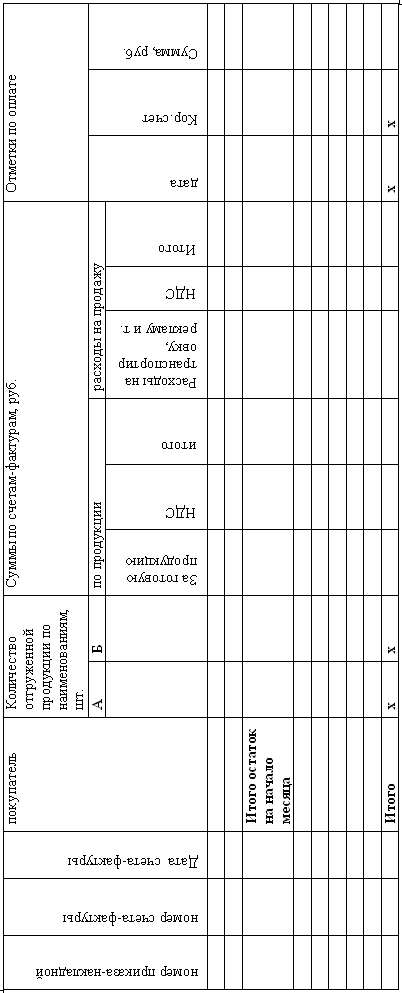 номер приказа-накладной
номер счета-фактуры
Дата счета-фактуры
покупатель
Количество
отгруженной
продукции по
наименованиям,
шт.
А
Б
Суммы по счетам-фактурам, руб.
по продукции
За готовую
продукцию
НДС
итого
расходы на продажу
Расходы на
транспортир
овку,
рекламу и т.
НДС
Итого
Отметки по оплате
дата
Кор.счет
Сумма, руб.
Итого остаток
на начало
месяца
Итого
х
х
х
х